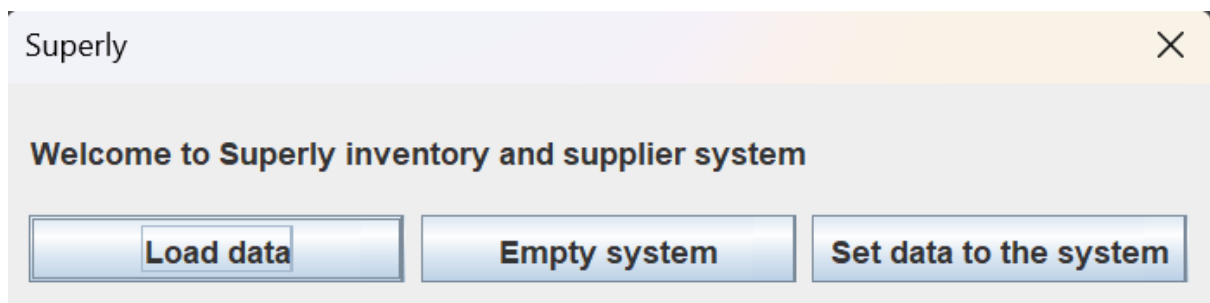 Superly
Welcome to Superly inventory and supplier system
Load data
Empty system
Set data to the system